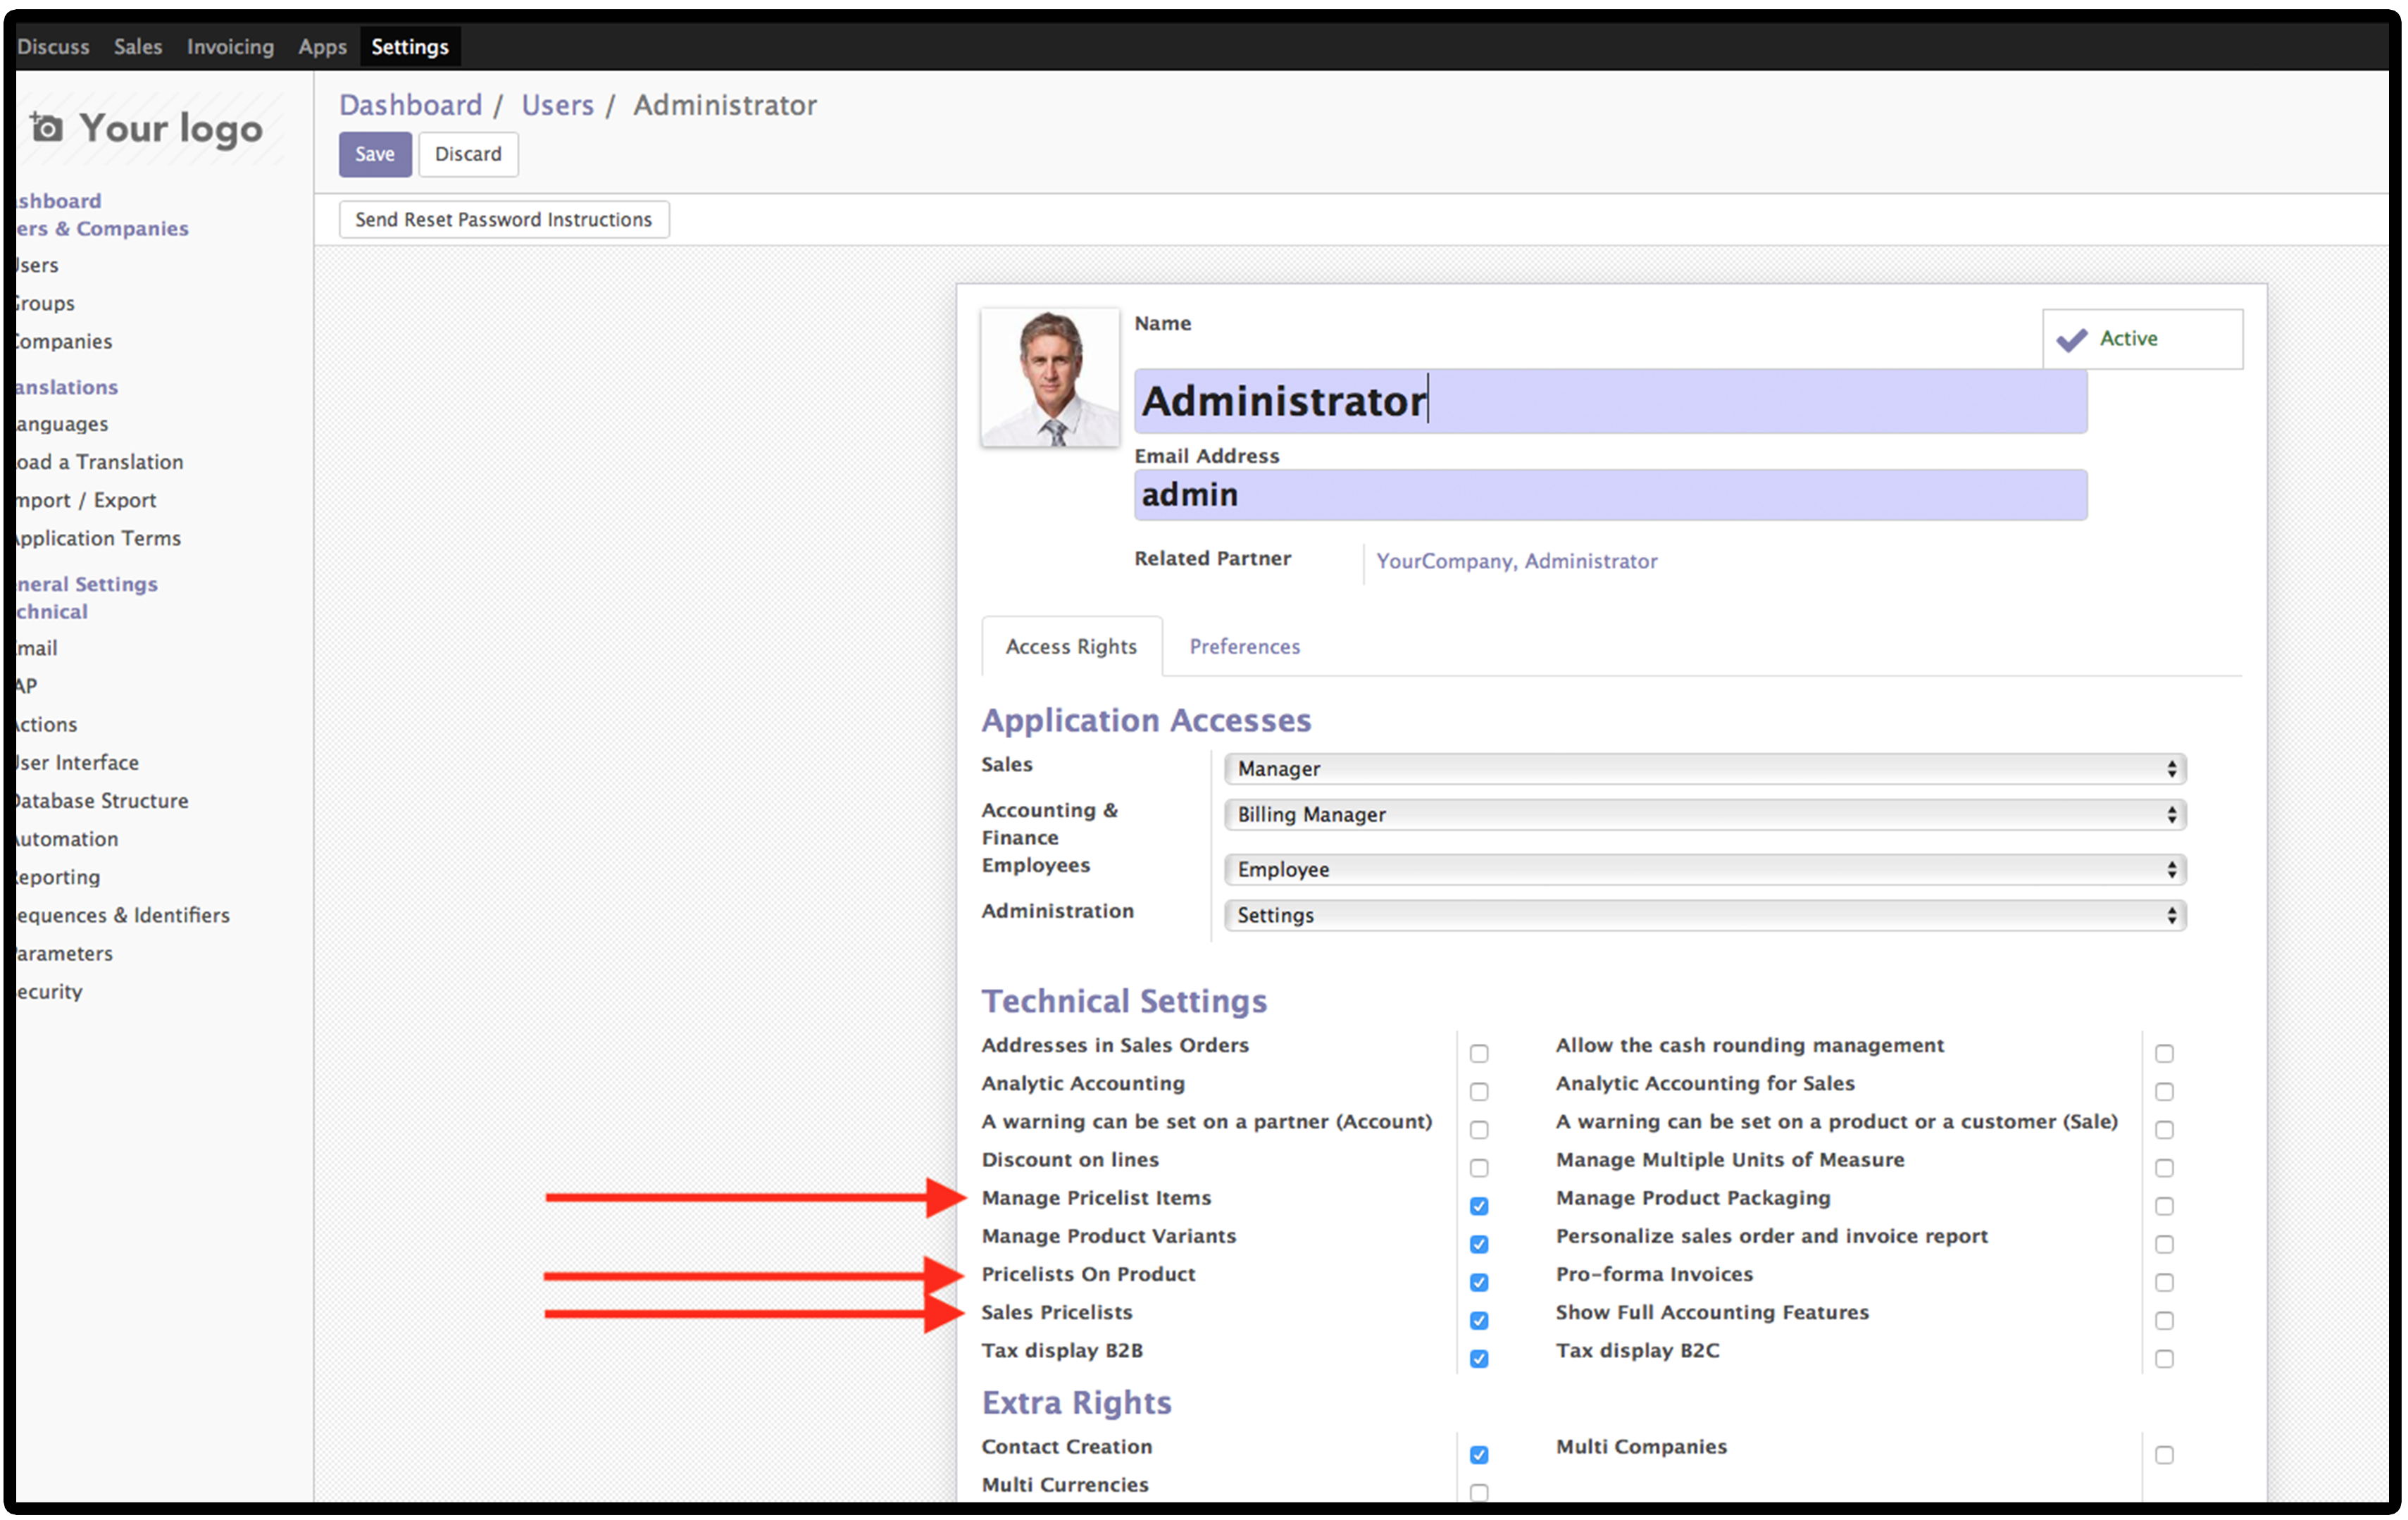 Discuss Sales Invoicing Apps Settings
Your logo
Dashboard / Users / Administrator
Save Discard
Send Reset Password Instructions
shboard
ers & Companies
sers
roups
ompanies
anslations
anguages
oad a Translation
mport / Export
pplication Terms
neral Settings
chnical
mail
AP
ctions
ser Interface
atabase Structure
utomation
eporting
equences & Identifiers
arameters
ecurity
Name
Active
Administrator
Email Address
admin
Related Partner YourCompany, Administrator
Access Rights Preferences
Application Accesses
Sales Manager
Accounting & Finance Billing Manager
Employees Employee
Administration Settings
Technical Settings
Addresses in Sales Orders Allow the cash rounding management
Analytic Accounting Analytic Accounting for Sales
A warning can be set on a partner (Account) A warning can be set on a product or a customer (Sale)
Discount on lines Manage Multiple Units of Measure
Manage Pricelist Items Manage Product Packaging
Manage Product Variants Personalize sales order and invoice report
Pricelists On Product Pro-forma Invoices
Sales Pricelists Show Full Accounting Features
Tax display B2B Tax display B2C
Extra Rights
Contact Creation Multi Companies
Multi Currencies